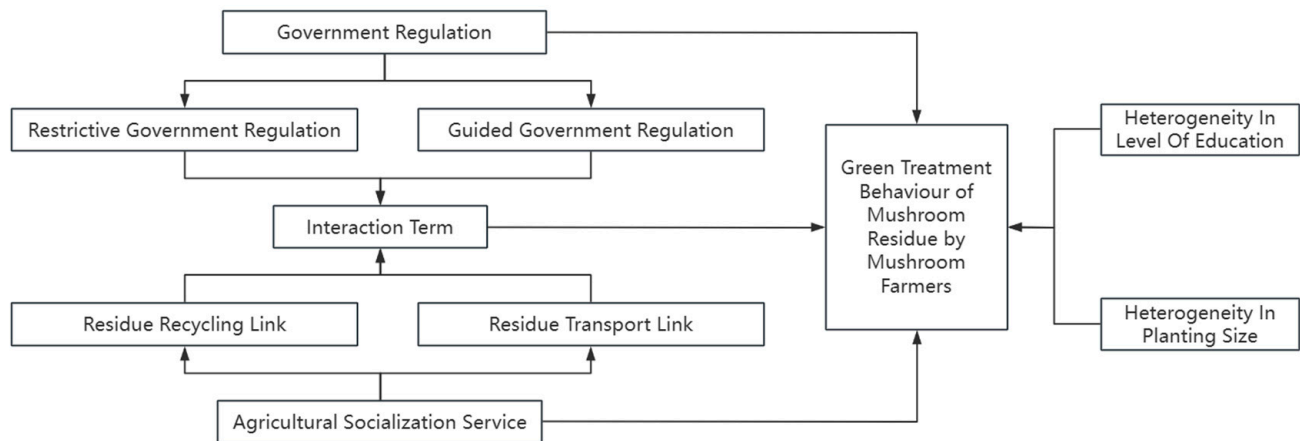 Government Regulation
Restrictive Government Regulation
Guided Government Regulation
Interaction Term
Residue Recycling Link
Residue Transport Link
Agricultural Socialization Service
Green Treatment
Behaviour of
Mushroom
Residue by
Mushroom
Farmers
Heterogeneity In
Level Of Education
Heterogeneity In
Planting Size